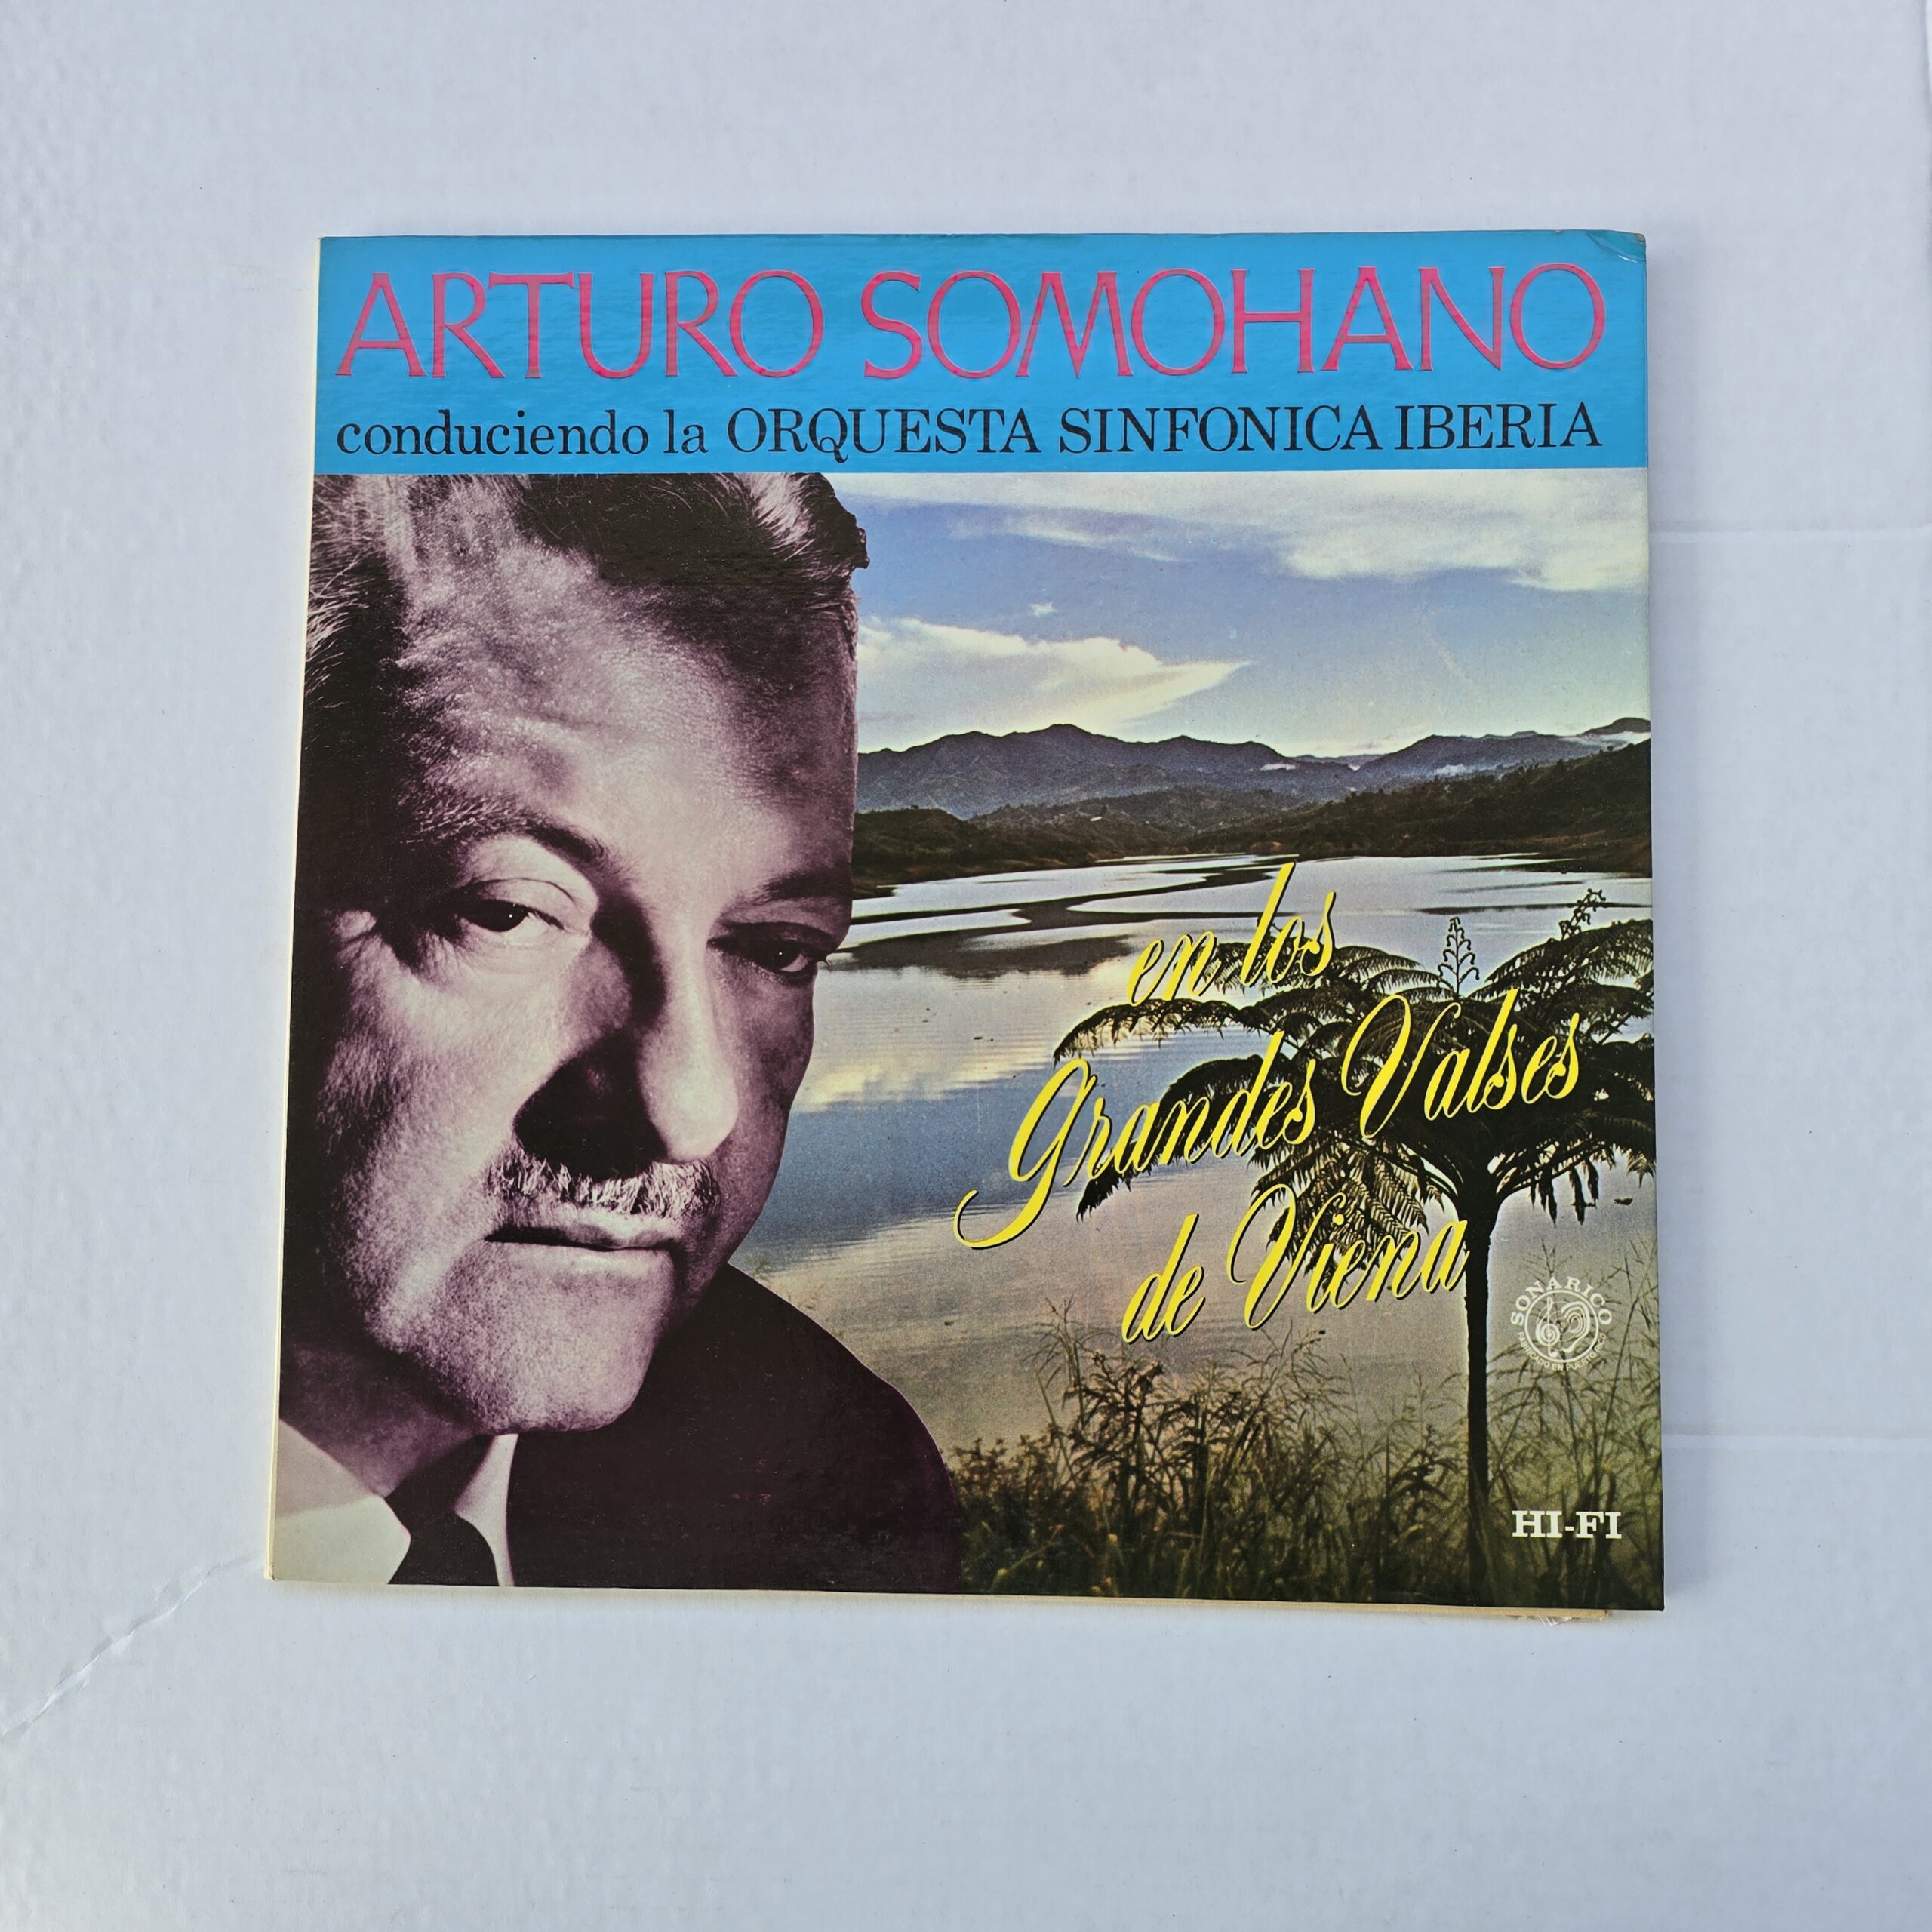 ARTURO SOMOHANO
conduciendo la ORQUESTA SINFONICA IBERIA
en los
Grandes Valses
de Viena
SONARICO
HI-FI